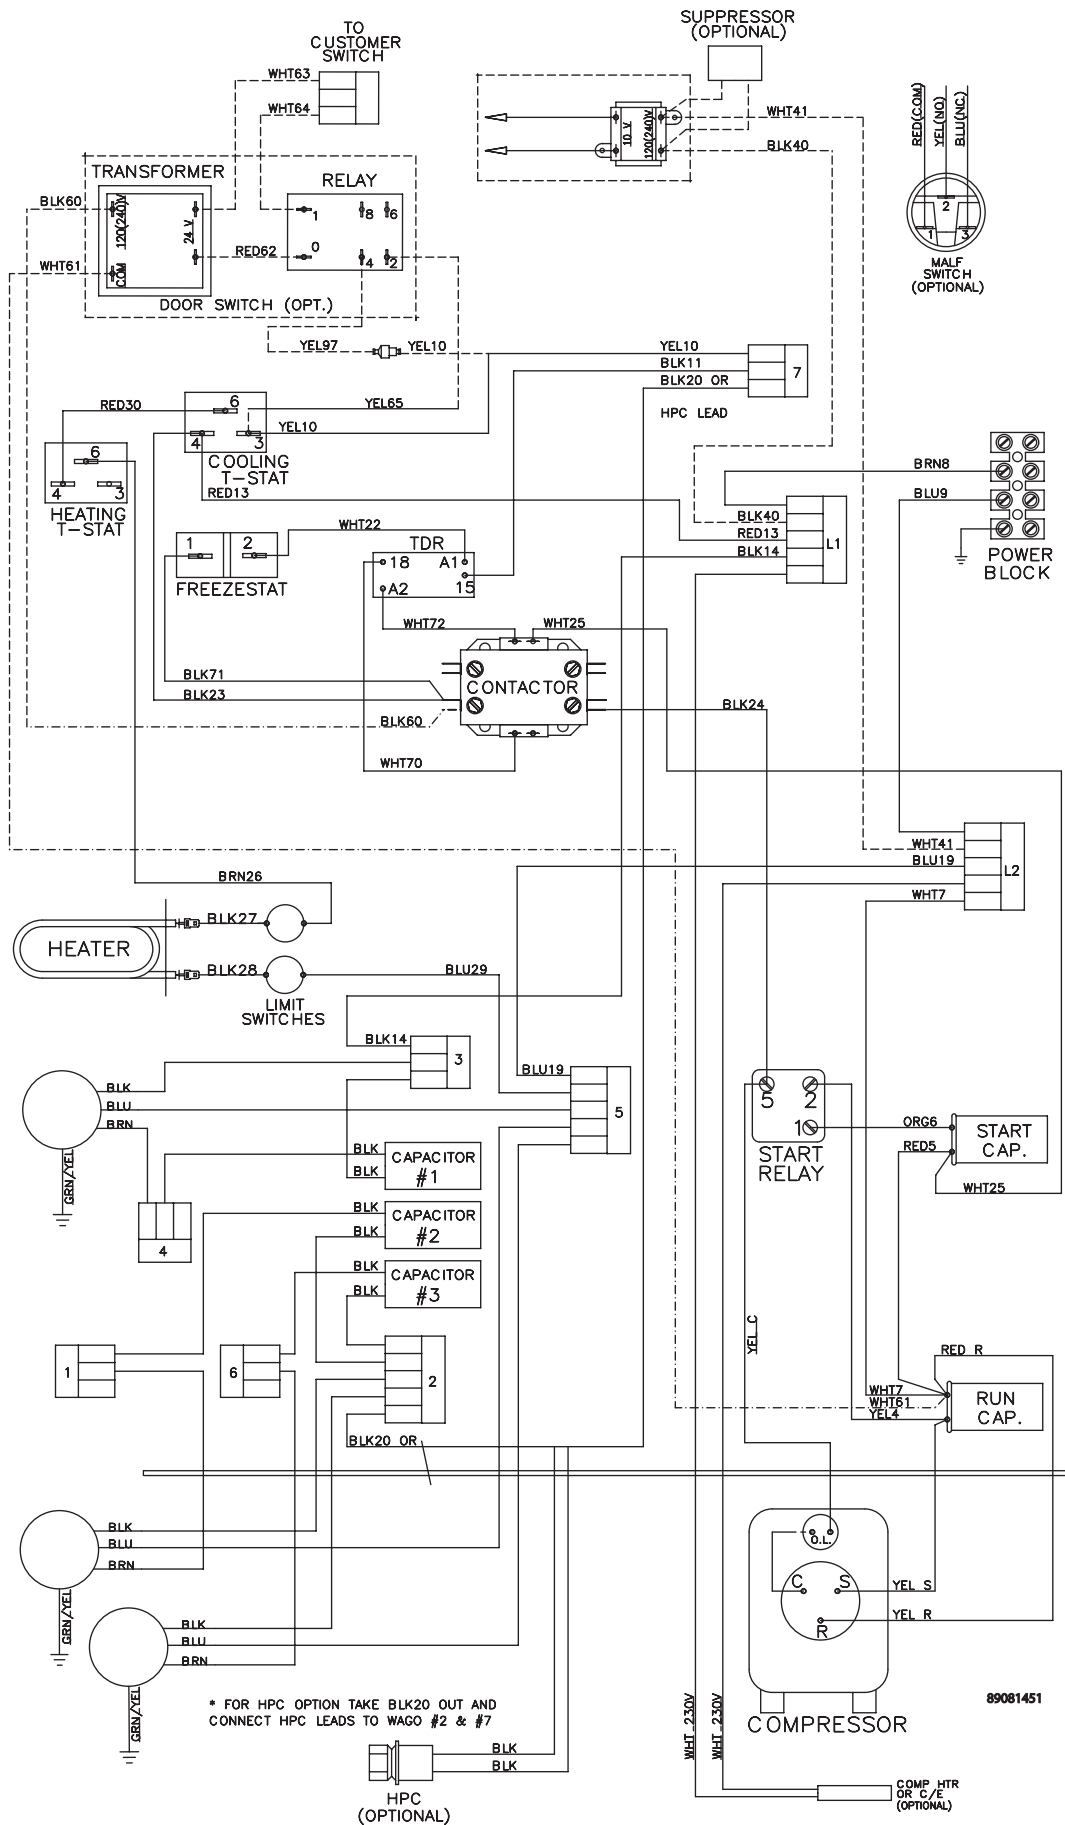 TO
CUSTOMER
SWITCH
SUPPRESSOR
(OPTIONAL)
WHT63
WHT64
WHT41
10 V
120(240)V
BLK40
RED(COM)
YEL(NO)
BLU(NC)
2
1
3
MALF
SWITCH
(OPTIONAL)
TRANSFORMER
RELAY
BLK60
120(240)V
24 V
1
8
6
RED62
0
4
2
WHT61
COM
DOOR SWITCH (OPT.)
YEL97
YEL10
YEL10
BLK11
7
BLK20 OR
HPC LEAD
RED30
6
YEL65
4
3
YEL10
COOLING
T-STAT
6
4
3
HEATING
T-STAT
RED13
BRN8
BLU9
POWER
BLOCK
BLK40
RED13
L1
BLK14
WHT22
1
2
FREEZESTAT
TDR
18
A1
A2
15
WHT72
WHT25
BLK71
BLK23
BLK60
CONTACTOR
BLK24
WHT70
WHT41
BLU19
L2
WHT7
BRN26
BLK27
HEATER
BLK28
BLU29
LIMIT
SWITCHES
BLK14
3
BLU19
5
BLK
BLU
BRN
GRN/YEL
BLK
CAPACITOR
#1
BLK
4
BLK
CAPACITOR
#2
BLK
BLK
CAPACITOR
#3
BLK
5
2
1
START
RELAY
ORG6
RED5
START
CAP.
WHT25
YEL C
1
6
2
BLK20 OR
RED R
WHT7
WHT61
YEL4
RUN
CAP.
BLK
BLU
BRN
GRN/YEL
BLK
BLU
BRN
GRN/YEL
O.L.
C
S
R
YEL S
YEL R
COMPRESSOR
89081451
* FOR HPC OPTION TAKE BLK20 OUT AND
CONNECT HPC LEADS TO WAGO #2 & #7
BLK
BLK
HPC
(OPTIONAL)
WHT_230V
WHT_230V
COMP HTR
OR C/E
(OPTIONAL)